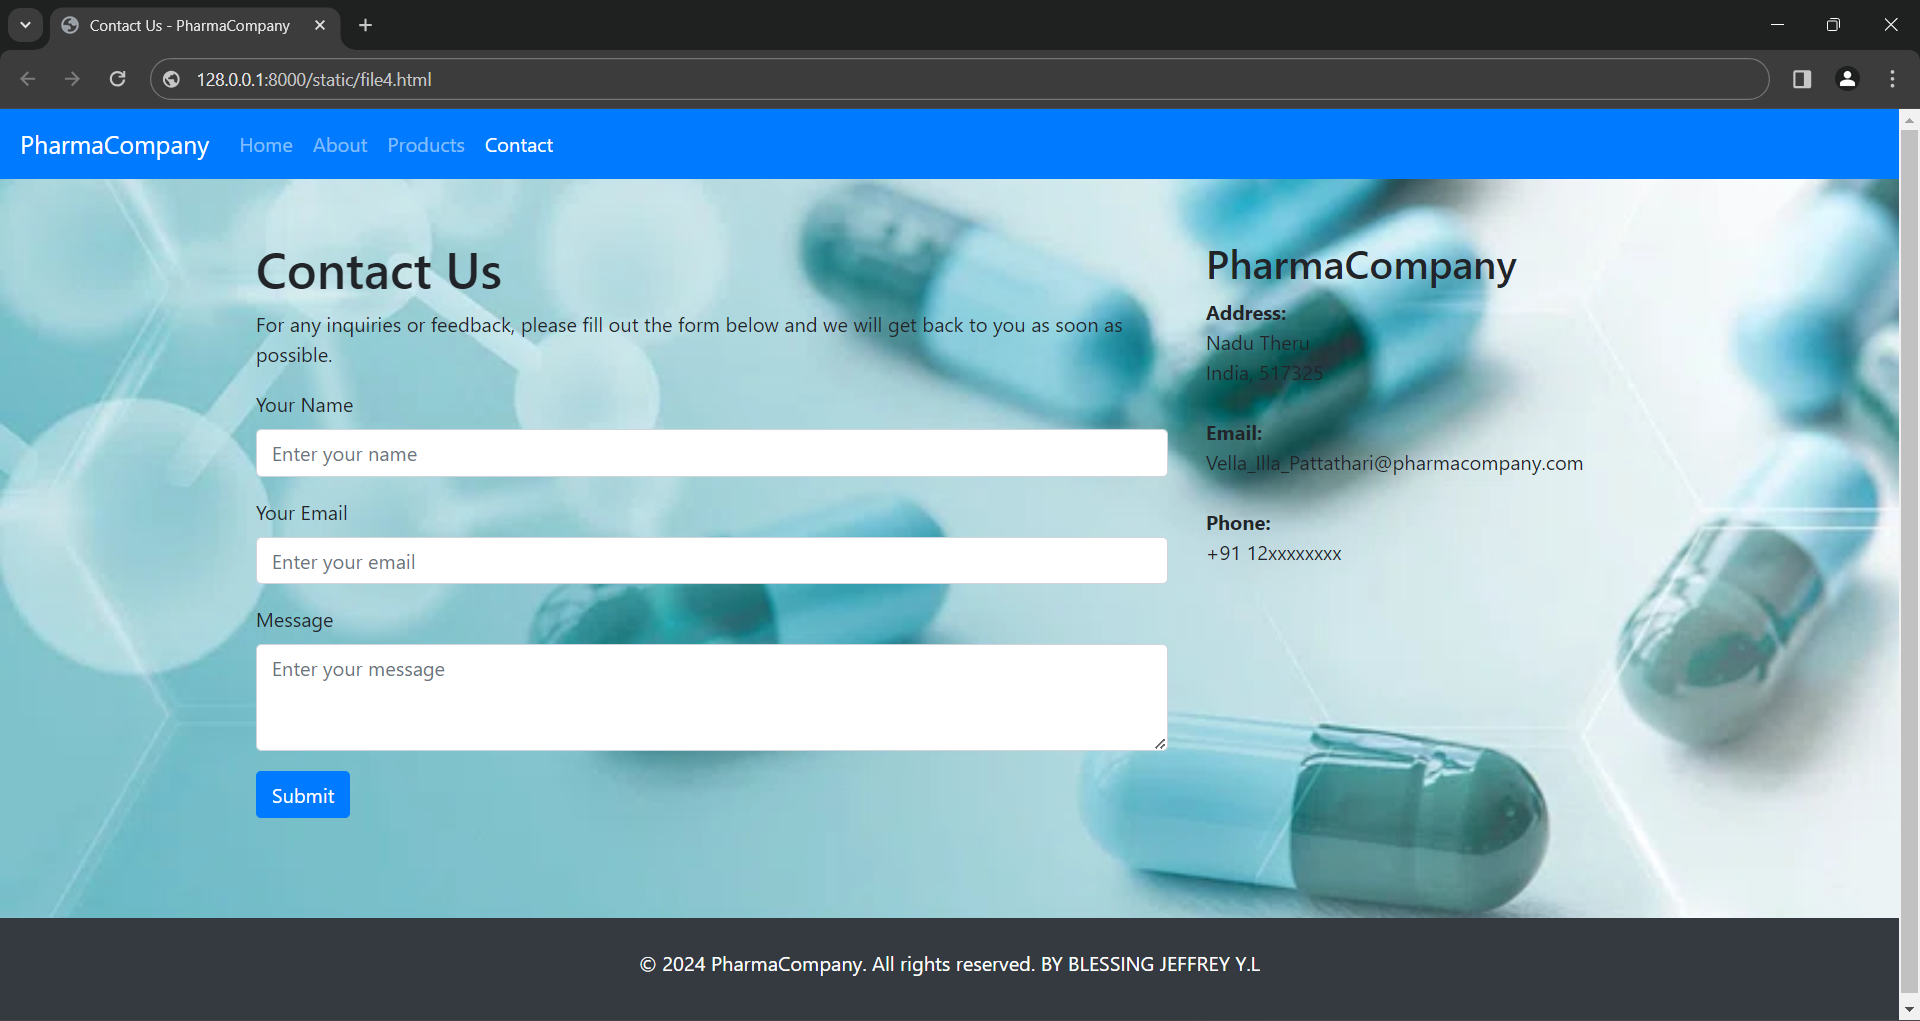 Contact Us - PharmaCompany
128.0.0.1:8000/static/file4.html
PharmaCompany Home About Products Contact
Contact Us
For any inquiries or feedback, please fill out the form below and we will get back to you as soon as
possible.
Your Name
Enter your name
Your Email
Enter your email
Message
Enter your message
Submit
PharmaCompany
Address:
Nadu Theru
India, 517325
Email:
Vella_Illa_Pattathari@pharmacompany.com
Phone:
+91 12xxxxxxxx
© 2024 PharmaCompany. All rights reserved. BY BLESSING JEFFREY Y.L